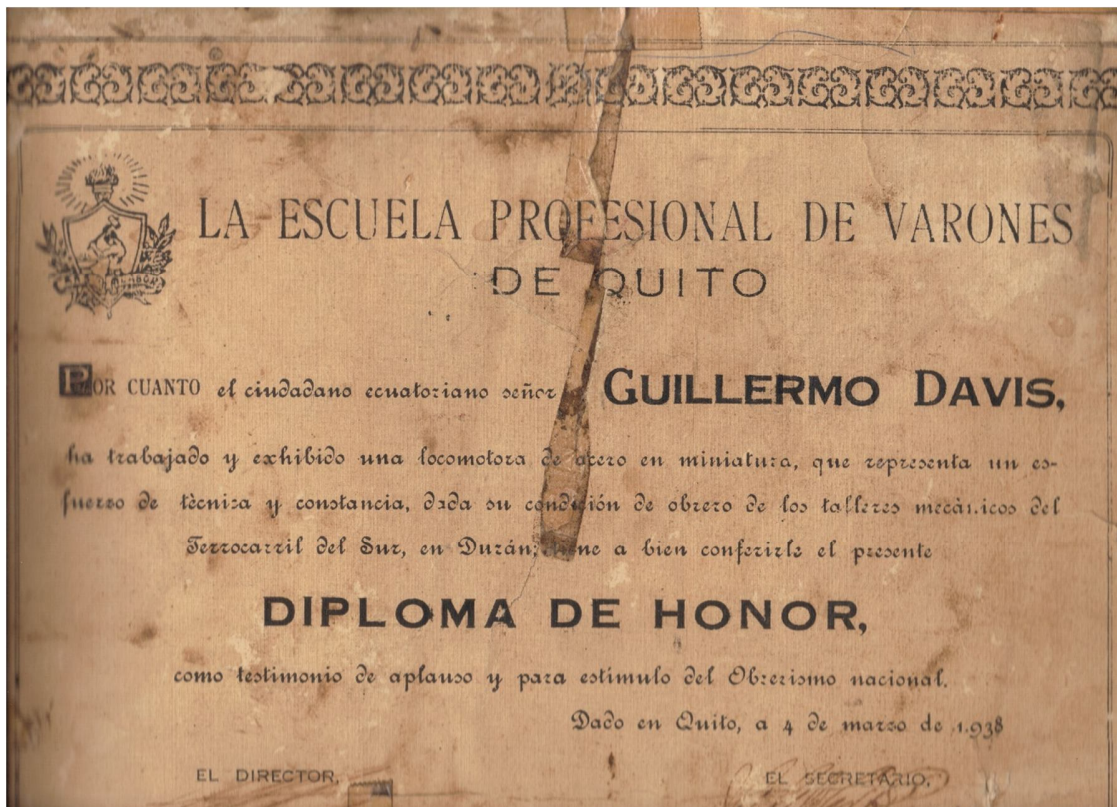 LA ESCUELA PROFESIONAL DE VARONES
DE QUITO
POR CUANTO el ciudadano ecuatoriano señor GUILLERMO DAVIS,
ha trabajado y exhibido una locomotora de acero en miniatura, que representa un es-
fuerzo de tècnica y constancia, dada su condición de obrero de los talleres mecànicos del
Ferrocarril del Sur, en Durán; a bien conferirle el presente
DIPLOMA DE HONOR,
como testimonio de aplauso y para estímulo del Obrerismo nacional.
Dado en Quito, a 4 de marzo de 1.938
EL DIRECTOR,
EL SECRETARIO,